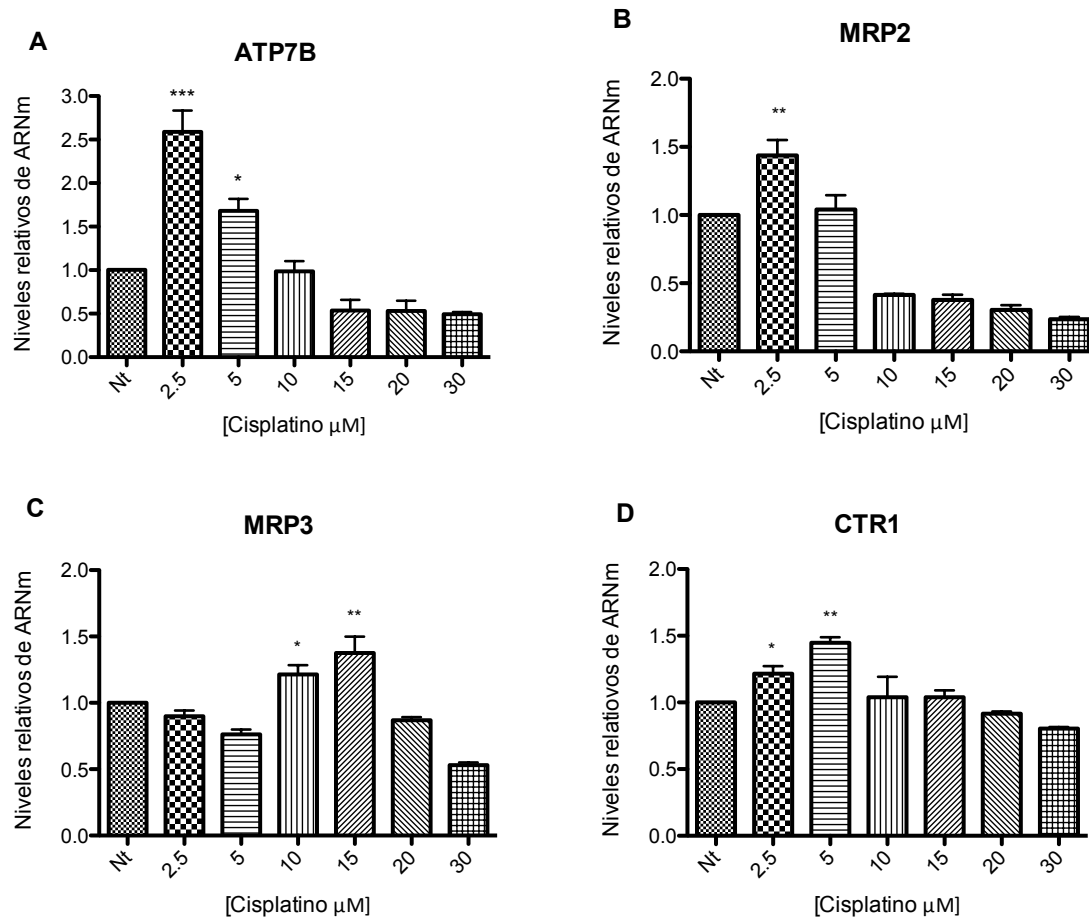 A
ATP7B
Niveles relativos de ARNm
3.0
2.5
2.0
1.5
1.0
0.5
0.0
***
*
Nt
2.5
5
10
15
20
30
[Cisplatino μM]
B
MRP2
Niveles relativos de ARNm
2.0
1.5
1.0
0.5
0.0
**
Nt
2.5
5
10
15
20
30
[Cisplatino μM]
C
MRP3
Niveles relativos de ARNm
2.0
1.5
1.0
0.5
0.0
*
**
Nt
2.5
5
10
15
20
30
[Cisplatino μM]
D
CTR1
Niveles relatiovos de ARNm
2.0
1.5
1.0
0.5
0.0
*
**
Nt
2.5
5
10
15
20
30
[Cisplatino μM]